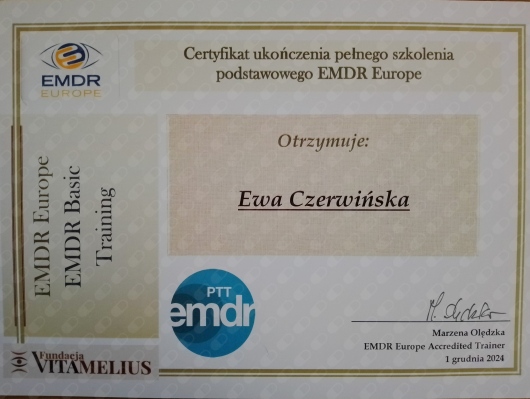 EMDR
EUROPE
Certyfikat ukończenia pełnego szkolenia
podstawowego EMDR Europe
Otrzymuje:
Ewa Czerwińska
EMDR Europe
EMDR Basic
Training
PTT
emdr
Marzena Olędzka
EMDR Europe Accredited Trainer
1 grudnia 2024
Fundacja
VITAMELIUS